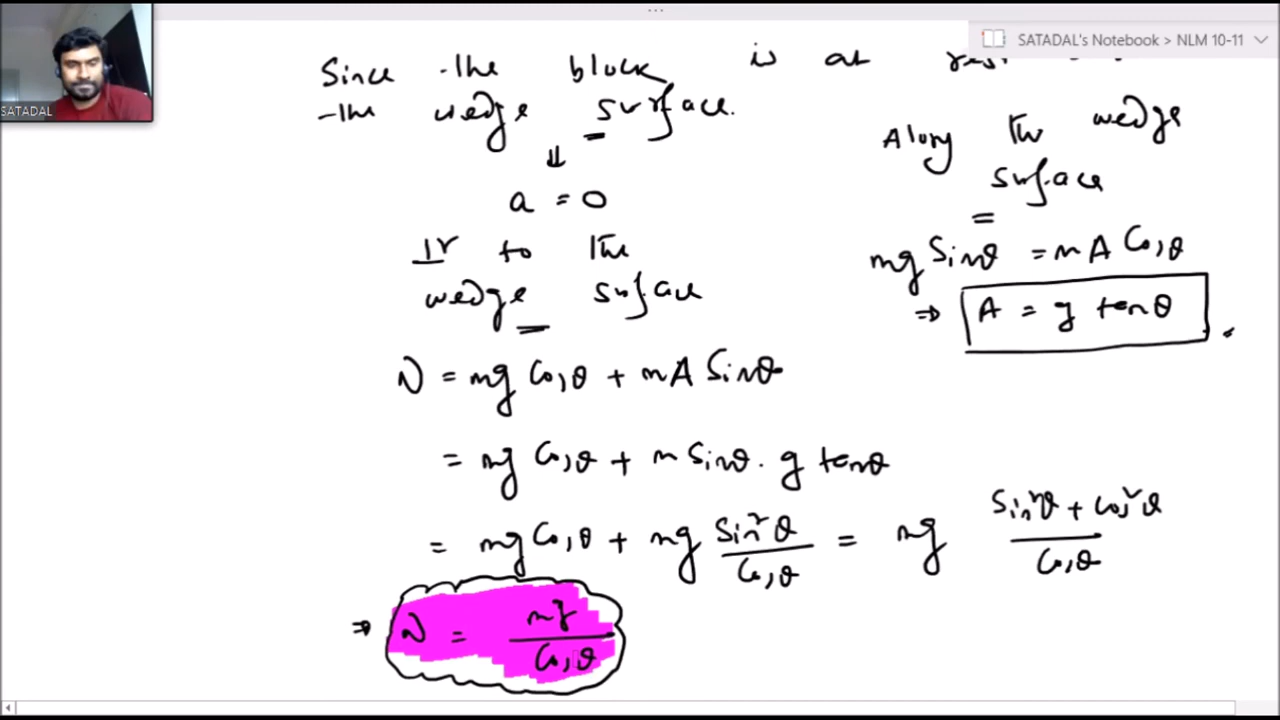 SATADAL's Notebook > NLM 10-11
SATADAL
Since the block is at rest
the wedge surface.
⇓
a = 0
⊥r to the
wedge surface
Along the wedge
surface
=
mg Sinθ = mA Cosθ
⇒ A = g tanθ
N = mg Cosθ + mA Sinθ
= mg Cosθ + m Sinθ . g tanθ
= mg Cosθ + mg Sin²θ/Cosθ = mg (Sin²θ + Cos²θ)/Cosθ
⇒ N = mg/Cosθ